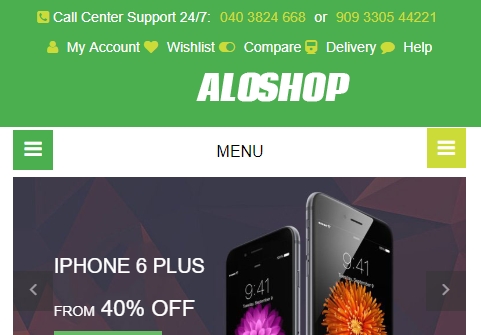 Call Center Support 24/7: 040 3824 668 or 909 3305 44221
My Account Wishlist Compare Delivery Help
ALOSHOP
MENU
IPHONE 6 PLUS
FROM 40% OFF